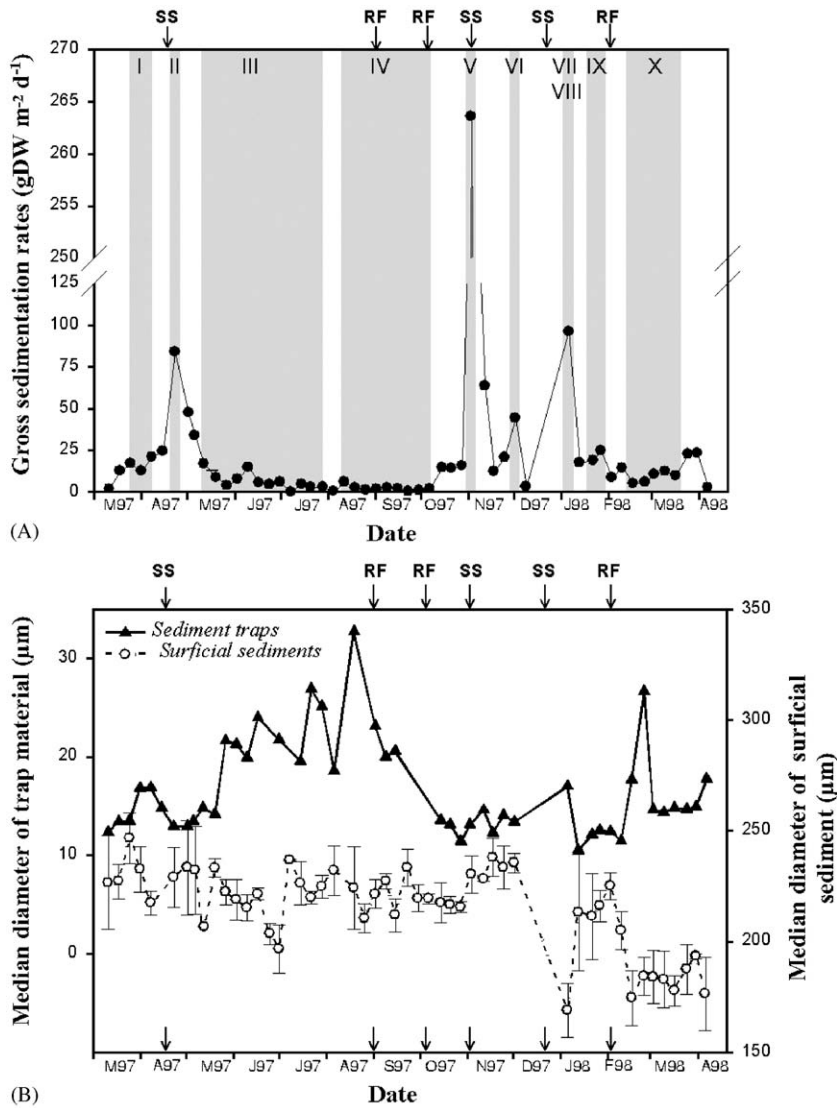 SS RF RF SS SS RF
270
I II III IV V VI VII IX X
VIII
265
260
255
250
125
100
75
50
25
0
Gross sedimentation rates (gDW m⁻² d⁻¹)
M97 A97 M97 J97 J97 A97 S97 O97 N97 D97 J98 F98 M98 A98
(A)
Date
SS RF RF SS SS RF
350
Sediment traps
Surficial sediments
30
300
20
250
10
200
0
150
Median diameter of trap material (µm)
Median diameter of surficial
sediment (µm)
M97 A97 M97 J97 J97 A97 S97 O97 N97 D97 J98 F98 M98 A98
(B)
Date